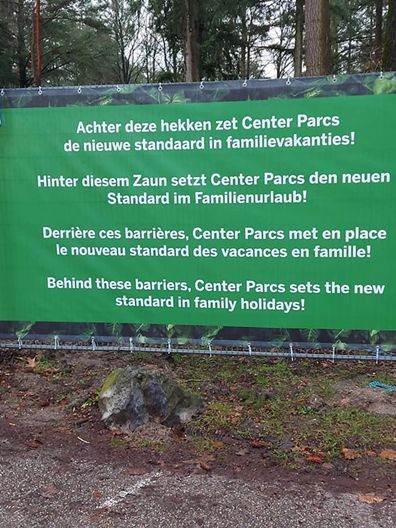 Achter deze hekken zet Center Parcs
de nieuwe standaard in familievakanties!
Hinter diesem Zaun setzt Center Parcs den neuen
Standard im Familienurlaub!
Derrière ces barrières, Center Parcs met en place
le nouveau standard des vacances en famille!
Behind these barriers, Center Parcs sets the new
standard in family holidays!